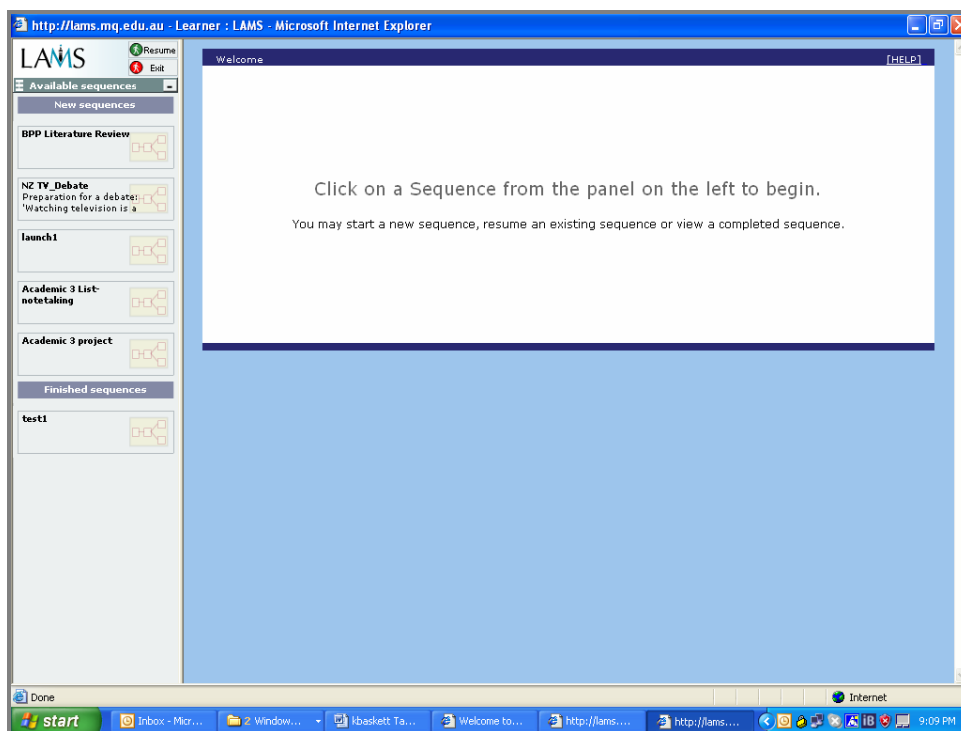 http://lams.mq.edu.au - Learner : LAMS - Microsoft Internet Explorer
LAMS
Resume
Exit
Available sequences
New sequences
BPP Literature Review
NZ TV_Debate
Preparation for a debate:
'Watching television is a
launch1
Academic 3 List-
notetaking
Academic 3 project
Finished sequences
test1
Welcome
[HELP]
Click on a Sequence from the panel on the left to begin.
You may start a new sequence, resume an existing sequence or view a completed sequence.
Done
Internet
start
Inbox - Micr...
2 Window...
kbaskett Ta...
Welcome to...
http://lams....
http://lams....
iB
9:09 PM